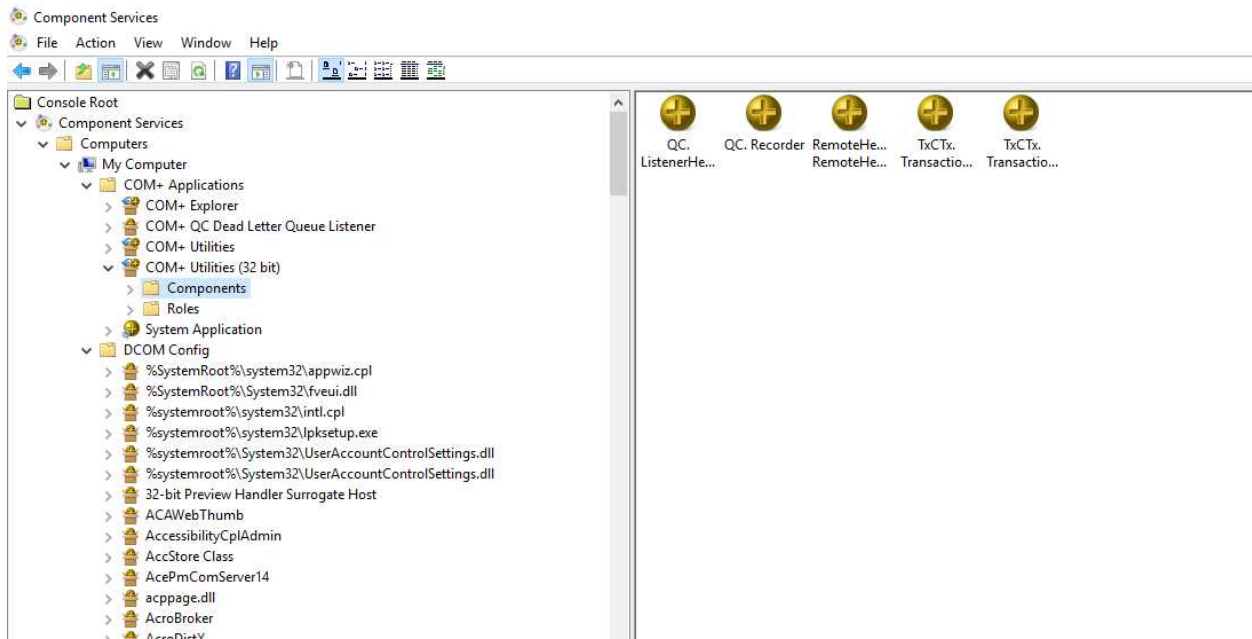 Component Services
File Action View Window Help
Console Root
Component Services
Computers
My Computer
COM+ Applications
COM+ Explorer
COM+ QC Dead Letter Queue Listener
COM+ Utilities
COM+ Utilities (32 bit)
Components
Roles
System Application
DCOM Config
%SystemRoot%\system32\appwiz.cpl
%SystemRoot%\System32\fveui.dll
%systemroot%\system32\intl.cpl
%systemroot%\system32\lpksetup.exe
%systemroot%\System32\UserAccountControlSettings.dll
%systemroot%\System32\UserAccountControlSettings.dll
32-bit Preview Handler Surrogate Host
ACAWebThumb
AccessibilityCplAdmin
AccStore Class
AcePmComServer14
acppage.dll
AcroBroker
AcroDistX
QC. QC. Recorder RemoteHe... TxCTx. TxCTx.
ListenerHe... RemoteHe... Transactio... Transactio...